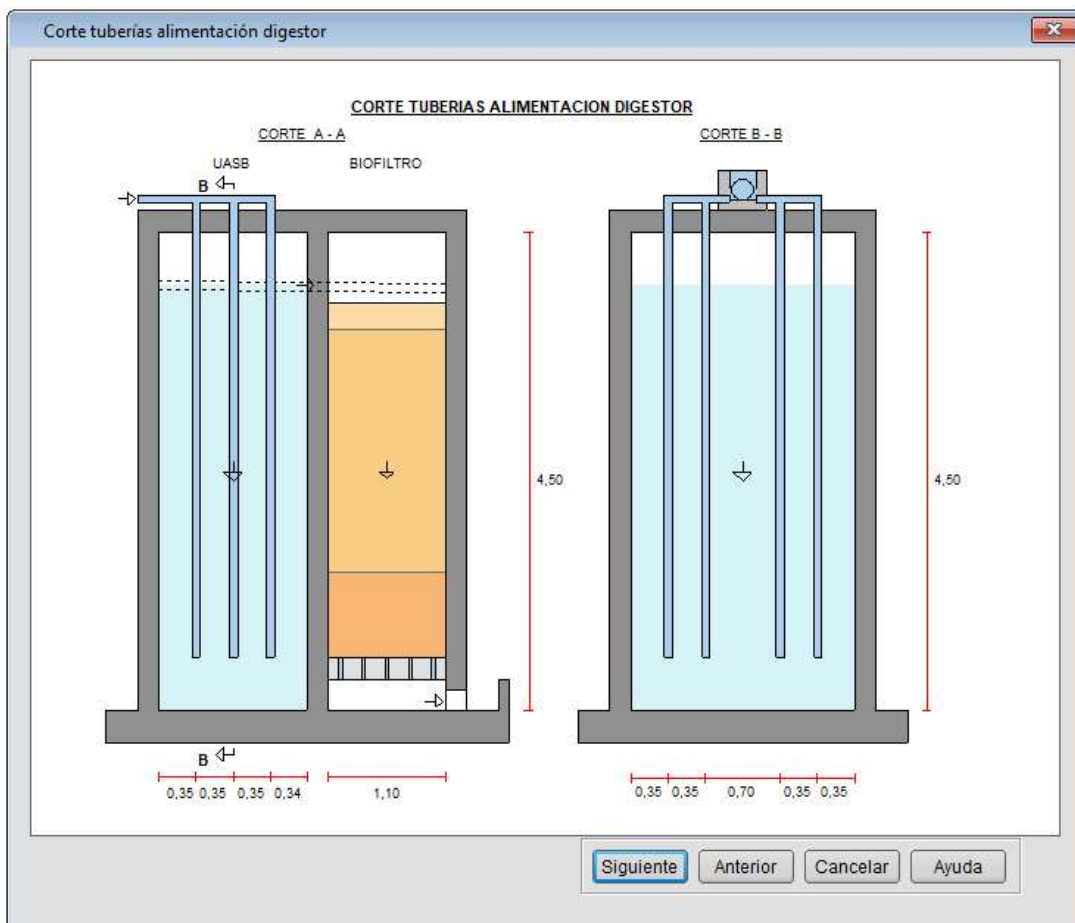 Corte tuberías alimentación digestor
CORTE TUBERIAS ALIMENTACION DIGESTOR
CORTE A - A
CORTE B - B
UASB
BIOFILTRO
B
4,50
4,50
B
0,35 0,35 0,35 0,34
1,10
0,35 0,35 0,70 0,35 0,35
Siguiente
Anterior
Cancelar
Ayuda